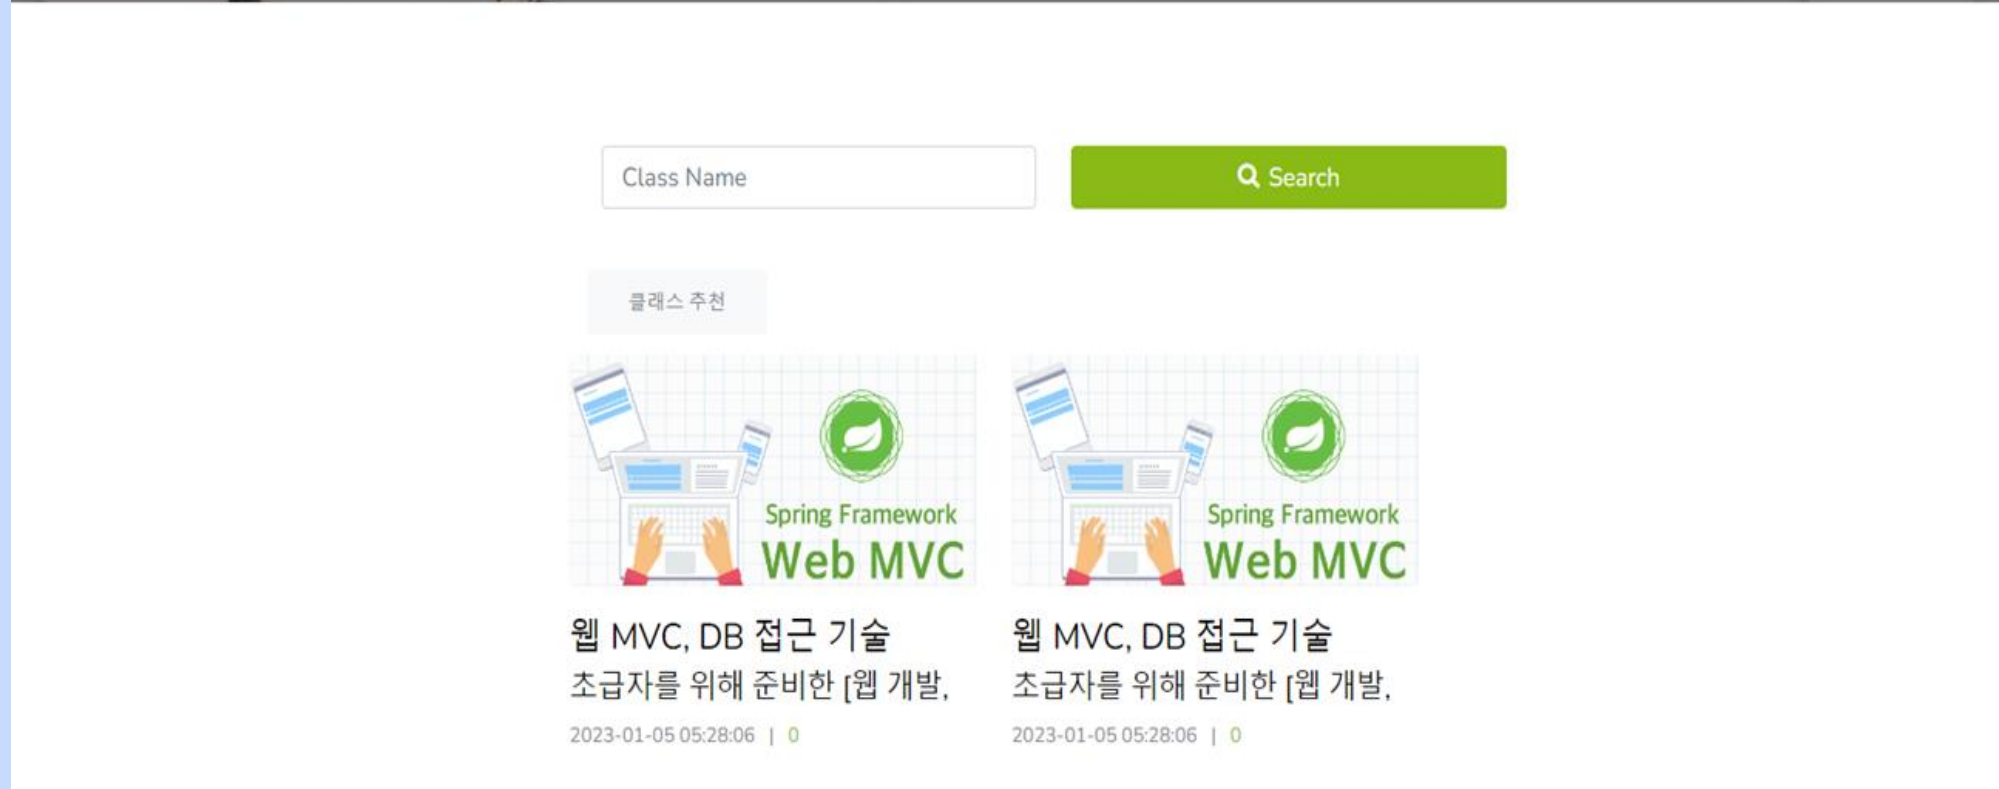 Class Name
Search
클래스 추천
Spring Framework
Web MVC
Spring Framework
Web MVC
웹 MVC, DB 접근 기술
초급자를 위해 준비한 [웹 개발,
2023-01-05 05:28:06 | 0
웹 MVC, DB 접근 기술
초급자를 위해 준비한 [웹 개발,
2023-01-05 05:28:06 | 0